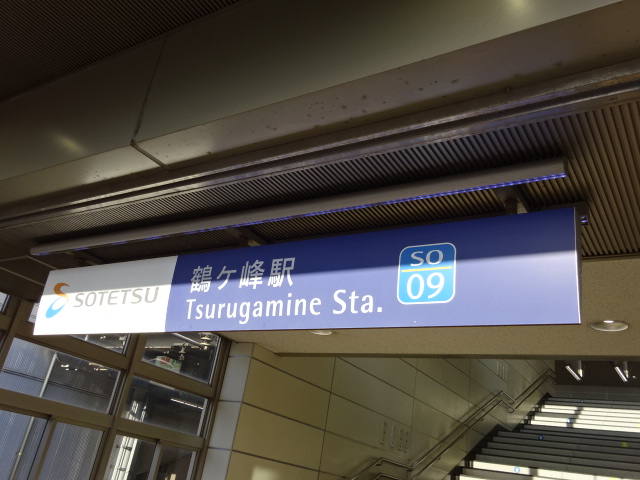 SOTETSU
鶴ケ峰駅
Tsurugamine Sta.
SO
09